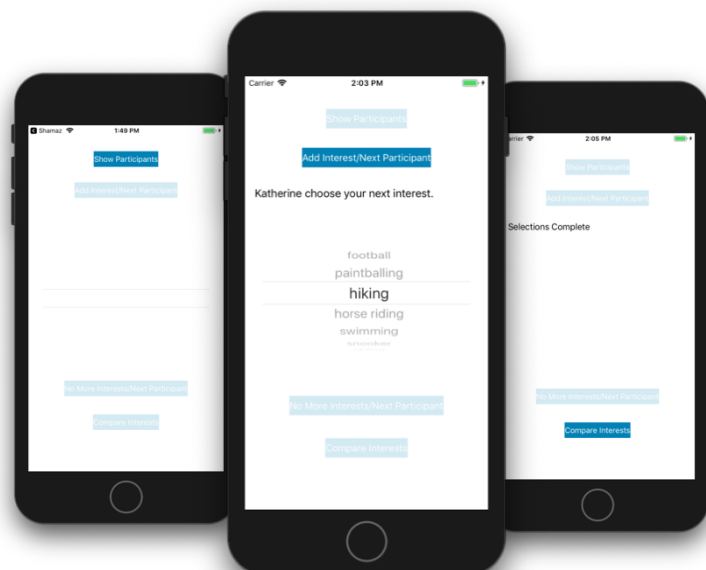 Shamaz
1:49 PM
Show Participants
Add Interest/Next Participant
No More Interests/Next Participant
Compare Interests
Carrier
2:03 PM
Show Participants
Add Interest/Next Participant
Katherine choose your next interest.
football
paintballing
hiking
horse riding
swimming
snooker
No More Interests/Next Participant
Compare Interests
arrier
2:05 PM
Show Participants
Add Interest/Next Participant
Selections Complete
No More Interests/Next Participant
Compare Interests